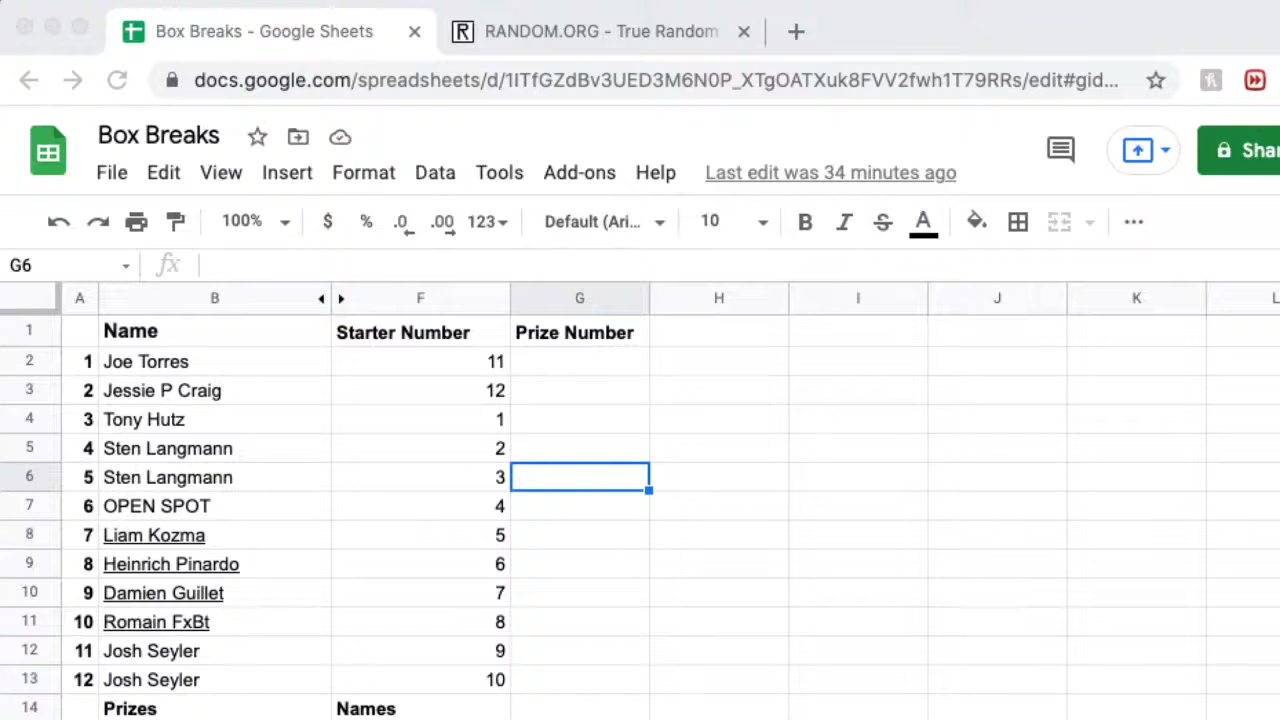 Box Breaks - Google Sheets
RANDOM.ORG - True Random
docs.google.com/spreadsheets/d/1ITfGZdBv3UED3M6N0P_XTgOATXuk8FVV2fwh1T79RRs/edit#gid...
Box Breaks
File Edit View Insert Format Data Tools Add-ons Help Last edit was 34 minutes ago
100% $ % .0 .00 123 Default (Ari... 10 B I S A
G6 fx
A B F G H I J K
1 Name Starter Number Prize Number
2 1 Joe Torres 11
3 2 Jessie P Craig 12
4 3 Tony Hutz 1
5 4 Sten Langmann 2
6 5 Sten Langmann 3
7 6 OPEN SPOT 4
8 7 Liam Kozma 5
9 8 Heinrich Pinardo 6
10 9 Damien Guillet 7
11 10 Romain FxBt 8
12 11 Josh Seyler 9
13 12 Josh Seyler 10
14 Prizes Names